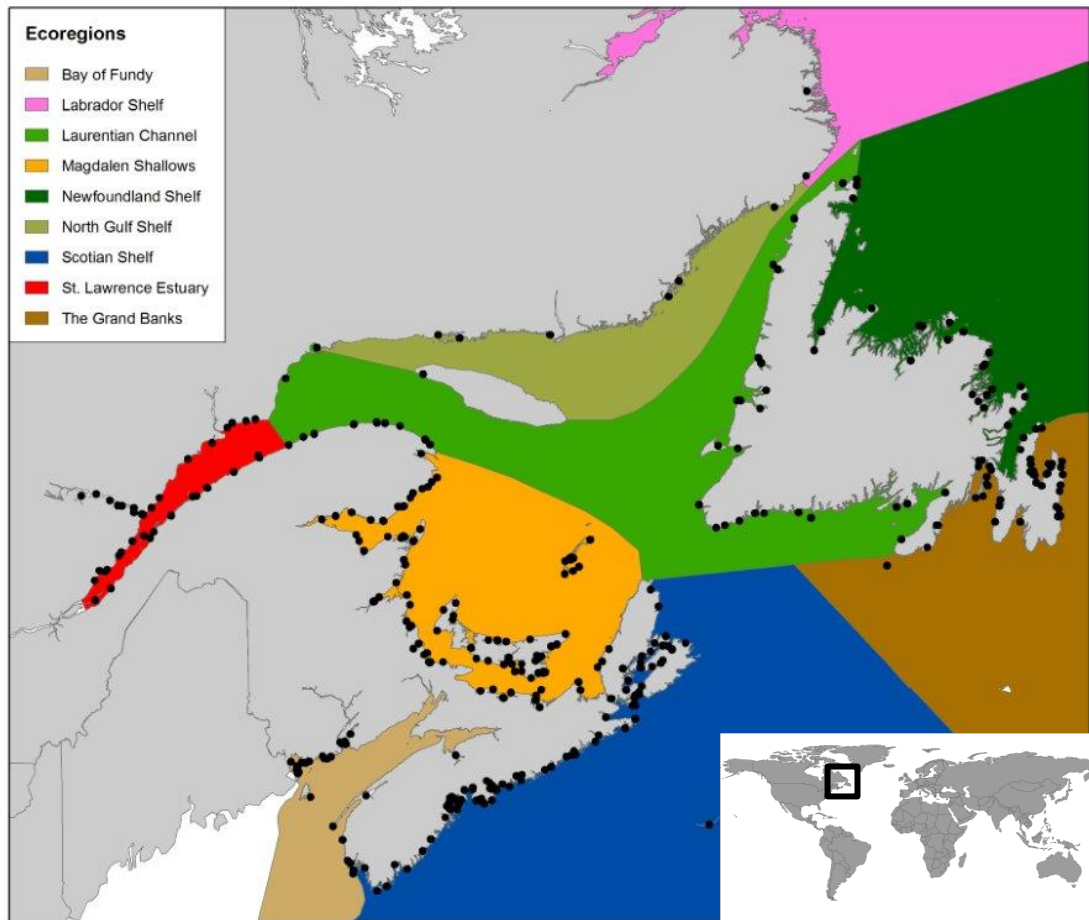 Ecoregions
Bay of Fundy
Labrador Shelf
Laurentian Channel
Magdalen Shallows
Newfoundland Shelf
North Gulf Shelf
Scotian Shelf
St. Lawrence Estuary
The Grand Banks